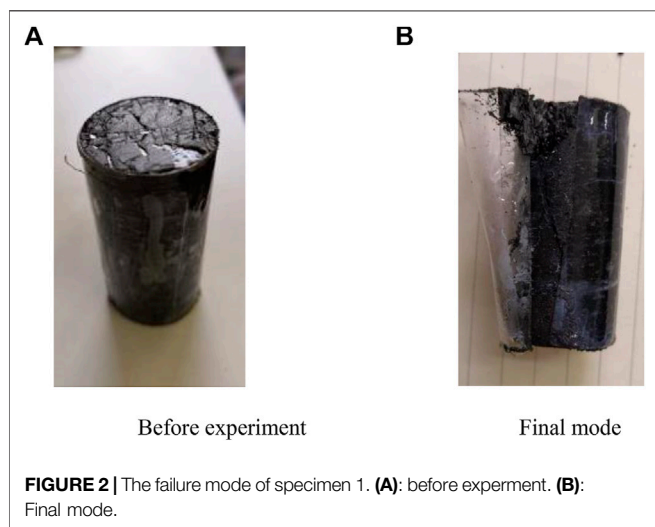 A
B
Before experiment
Final mode
FIGURE 2 | The failure mode of specimen 1. (A): before experment. (B):
Final mode.